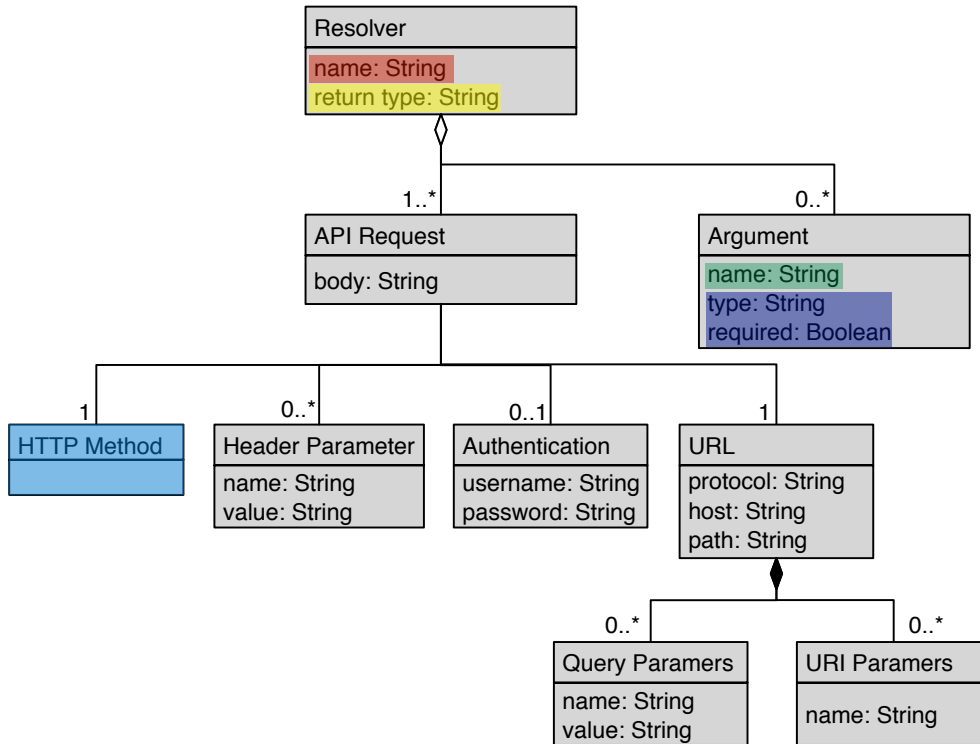 Resolver
name: String
return type: String
1..*
0..*
API Request
body: String
Argument
name: String
type: String
required: Boolean
1
0..*
0..1
1
HTTP Method
Header Parameter
name: String
value: String
Authentication
username: String
password: String
URL
protocol: String
host: String
path: String
0..*
0..*
Query Paramers
name: String
value: String
URI Paramers
name: String